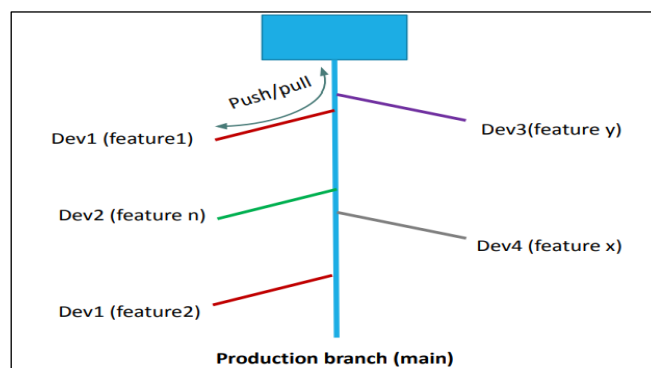 Push/pull
Dev1 (feature1)
Dev3(feature y)
Dev2 (feature n)
Dev4 (feature x)
Dev1 (feature2)
Production branch (main)